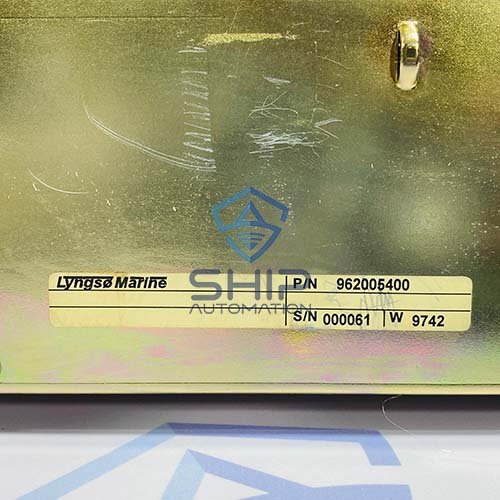 Lyngsø Marine P/N 962005400
SHIP
AUTOMATION
S/N 000061 W 9742